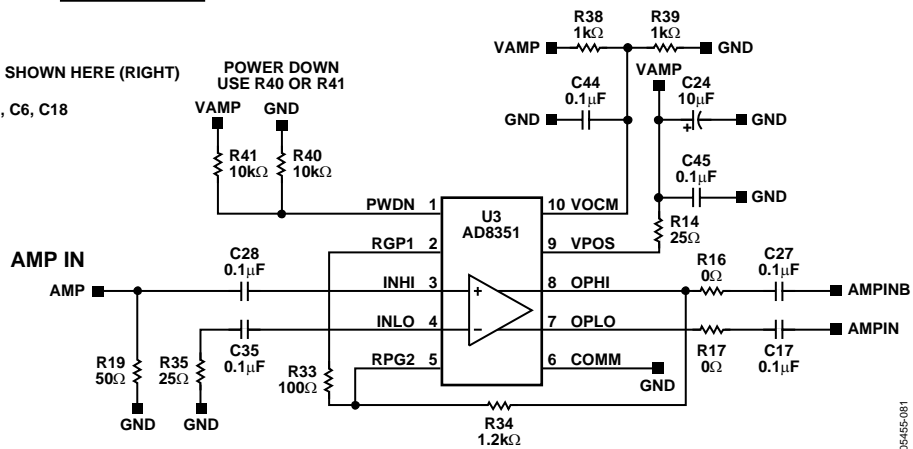 R38
1kΩ
R39
1kΩ
VAMP
GND
SHOWN HERE (RIGHT)
, C6, C18
POWER DOWN
USE R40 OR R41
VAMP
GND
C44
0.1μF
GND
VAMP
C24
10μF
+
GND
R41
10kΩ
R40
10kΩ
C45
0.1μF
GND
PWDN 1
U3
AD8351
10 VOCM
R14
25Ω
RGP1 2
9 VPOS
AMP IN
AMP
C28
0.1μF
INHI 3
+
8 OPHI
R16
0Ω
C27
0.1μF
AMPINB
INLO 4
–
7 OPLO
AMPIN
R19
50Ω
R35
25Ω
C35
0.1μF
R33
100Ω
RPG2 5
6 COMM
GND
R17
0Ω
C17
0.1μF
GND
GND
R34
1.2kΩ
05455-081